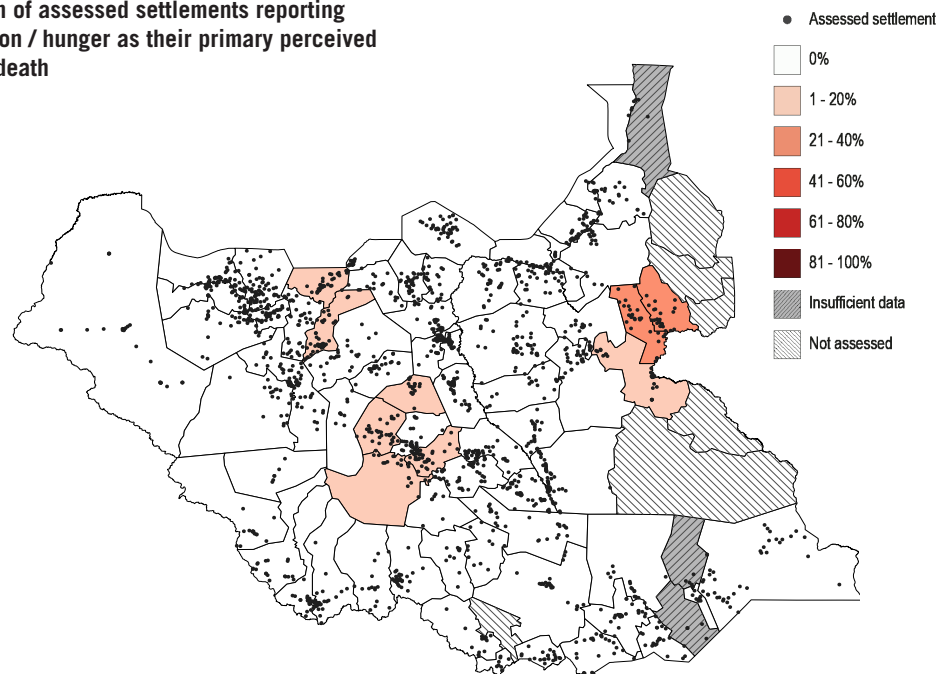 of assessed settlements reporting
/ hunger as their primary perceived
death
Assessed settlement
0%
1 - 20%
21 - 40%
41 - 60%
61 - 80%
81 - 100%
Insufficient data
Not assessed